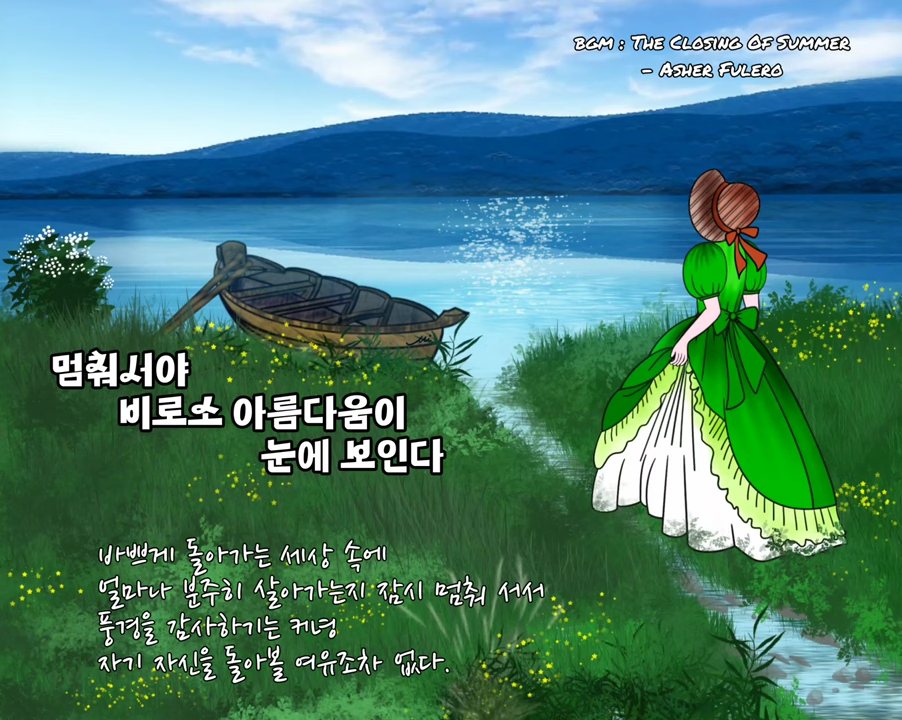 BGM : The Closing Of Summer
- Asher Fulero
멈춰서야
비로소 아름다움이
눈에 보인다
바쁘게 돌아가는 세상 속에
얼마나 분주히 살아가는지 잠시 멈춰 서서
풍경을 감사하기는 커녕
자기 자신을 돌아볼 여유조차 없다.